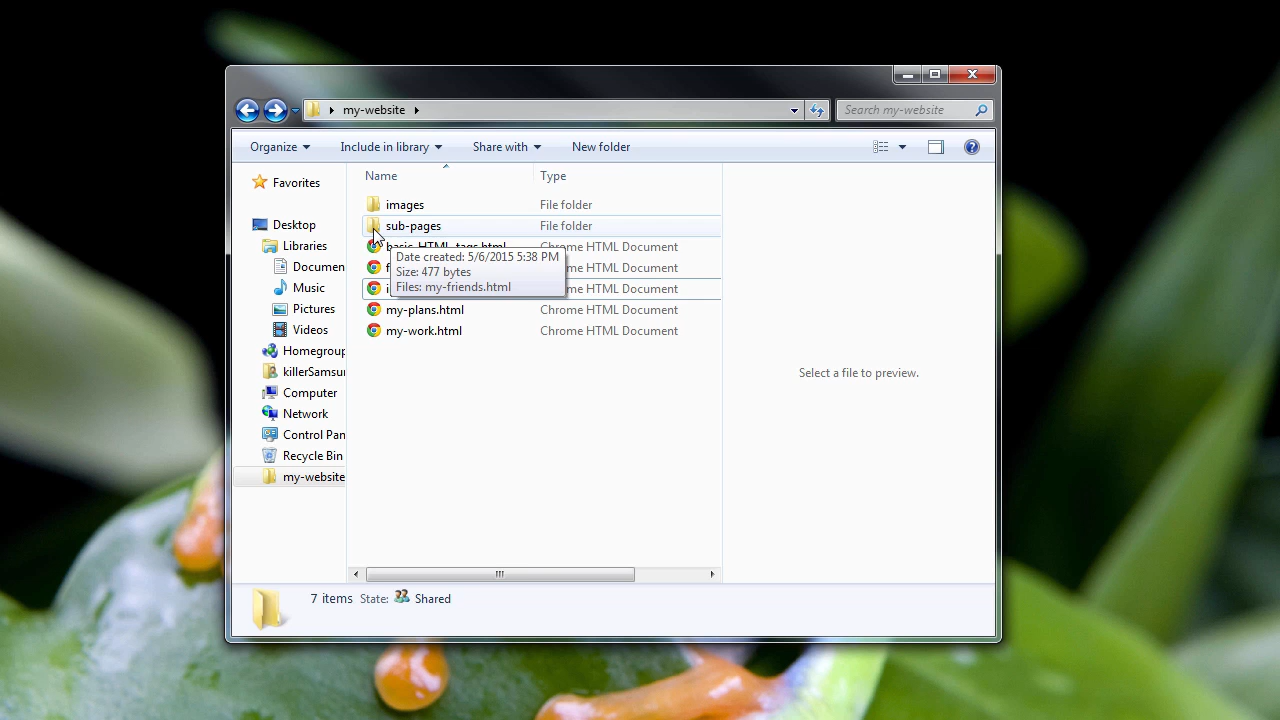 my-website
Search my-website
Organize Include in library Share with New folder
Favorites
Desktop
Libraries
Documen
Music
Pictures
Videos
Homegroup
killerSamsu
Computer
Network
Control Pan
Recycle Bin
my-website
Name Type
images File folder
sub-pages File folder
basic-HTML-tags.html Chrome HTML Document
Chrome HTML Document
Chrome HTML Document
my-plans.html Chrome HTML Document
my-work.html Chrome HTML Document
Date created: 5/6/2015 5:38 PM
Size: 477 bytes
Files: my-friends.html
Select a file to preview.
7 items State: Shared